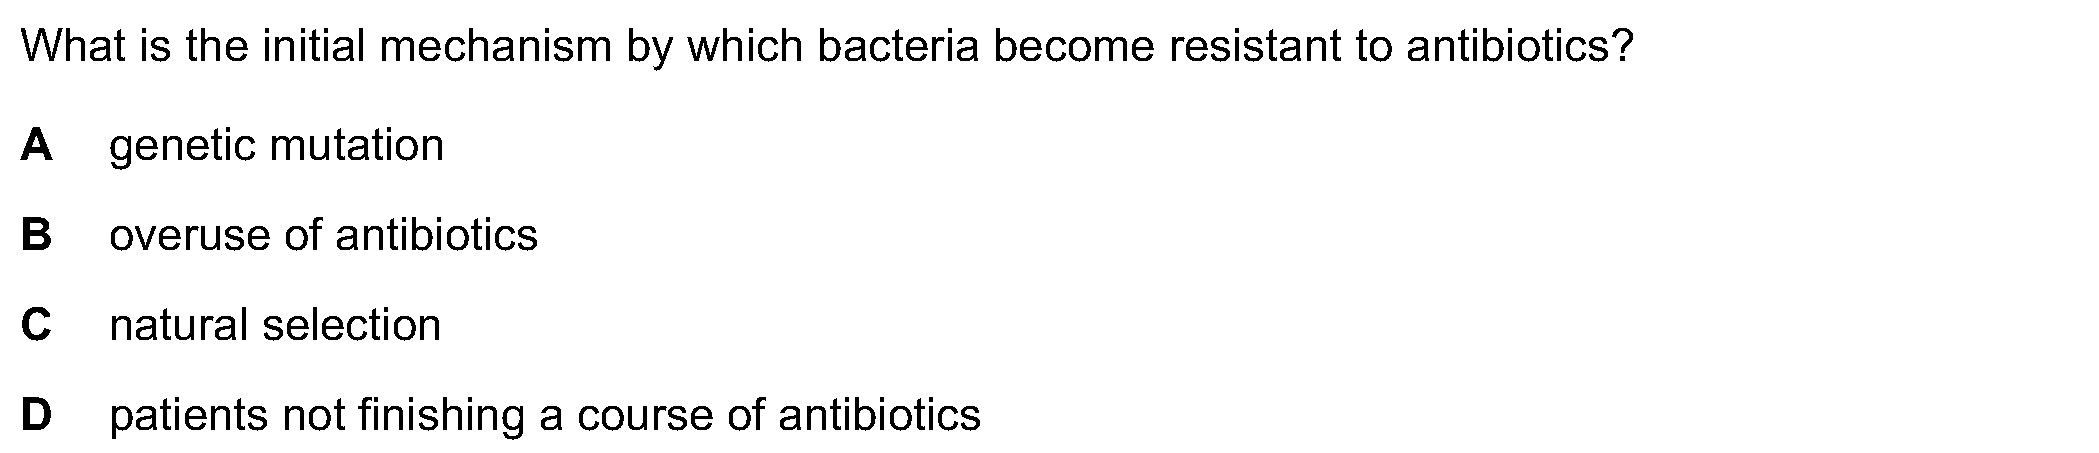 What is the initial mechanism by which bacteria become resistant to antibiotics?
A genetic mutation
B overuse of antibiotics
C natural selection
D patients not finishing a course of antibiotics